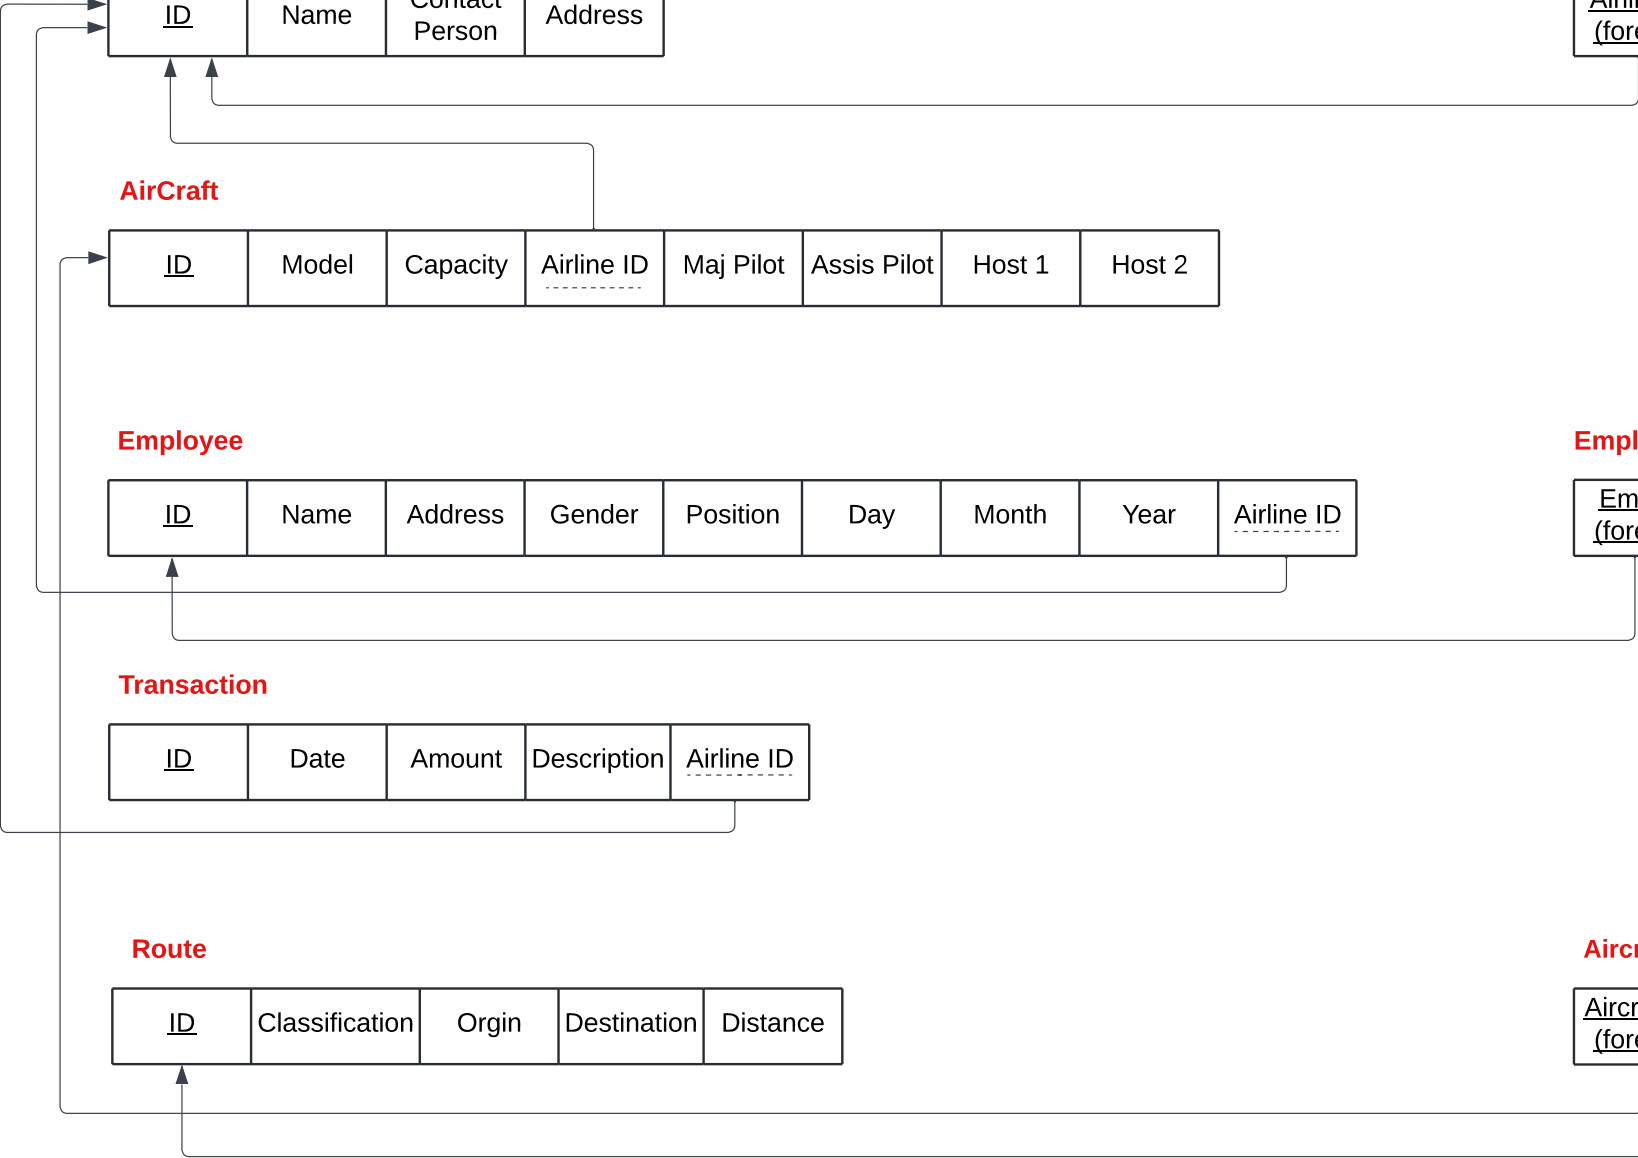 ID Name Contact Person Address
AirCraft
ID Model Capacity Airline ID Maj Pilot Assis Pilot Host 1 Host 2
Employee
ID Name Address Gender Position Day Month Year Airline ID
Transaction
ID Date Amount Description Airline ID
Route
ID Classification Orgin Destination Distance